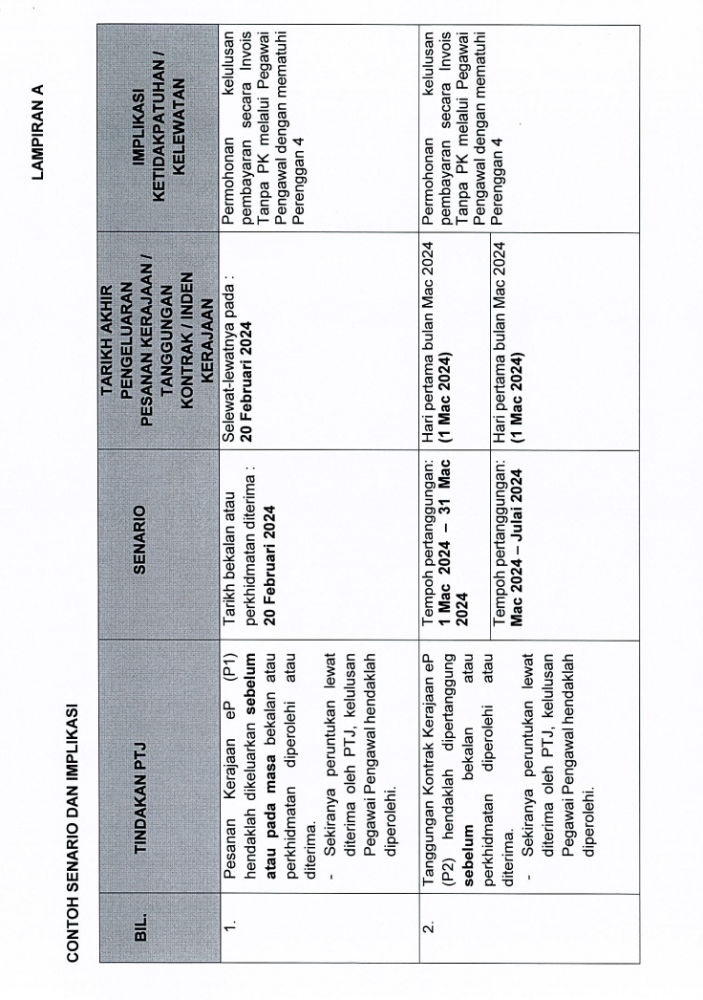 LAMPIRAN A
CONTOH SENARIO DAN IMPLIKASI
BIL.
TINDAKAN PTJ
SENARIO
TARIKH AKHIR
PENGELUARAN
PESANAN KERAJAAN /
TANGGUNGAN
KONTRAK / INDEN
KERAJAAN
IMPLIKASI
KETIDAKPATUHAN /
KELEWATAN
1.
Pesanan Kerajaan eP (P1)
hendaklah dikeluarkan sebelum
atau pada masa bekalan atau
perkhidmatan diperolehi atau
diterima.
- Sekiranya peruntukan lewat
diterima oleh PTJ, kelulusan
Pegawai Pengawal hendaklah
diperolehi.
Tarikh bekalan atau
perkhidmatan diterima :
20 Februari 2024
Selewat-lewatnya pada :
20 Februari 2024
Permohonan kelulusan
pembayaran secara Invois
Tanpa PK melalui Pegawai
Pengawal dengan mematuhi
Perenggan 4
2.
Tanggungan Kontrak Kerajaan eP
(P2) hendaklah dipertanggung
sebelum bekalan atau
perkhidmatan diperolehi atau
diterima.
- Sekiranya peruntukan lewat
diterima oleh PTJ, kelulusan
Pegawai Pengawal hendaklah
diperolehi.
Tempoh pertanggungan:
1 Mac 2024 – 31 Mac
2024
Hari pertama bulan Mac 2024
(1 Mac 2024)
Tempoh pertanggungan:
Mac 2024 – Julai 2024
Hari pertama bulan Mac 2024
(1 Mac 2024)
Permohonan kelulusan
pembayaran secara Invois
Tanpa PK melalui Pegawai
Pengawal dengan mematuhi
Perenggan 4